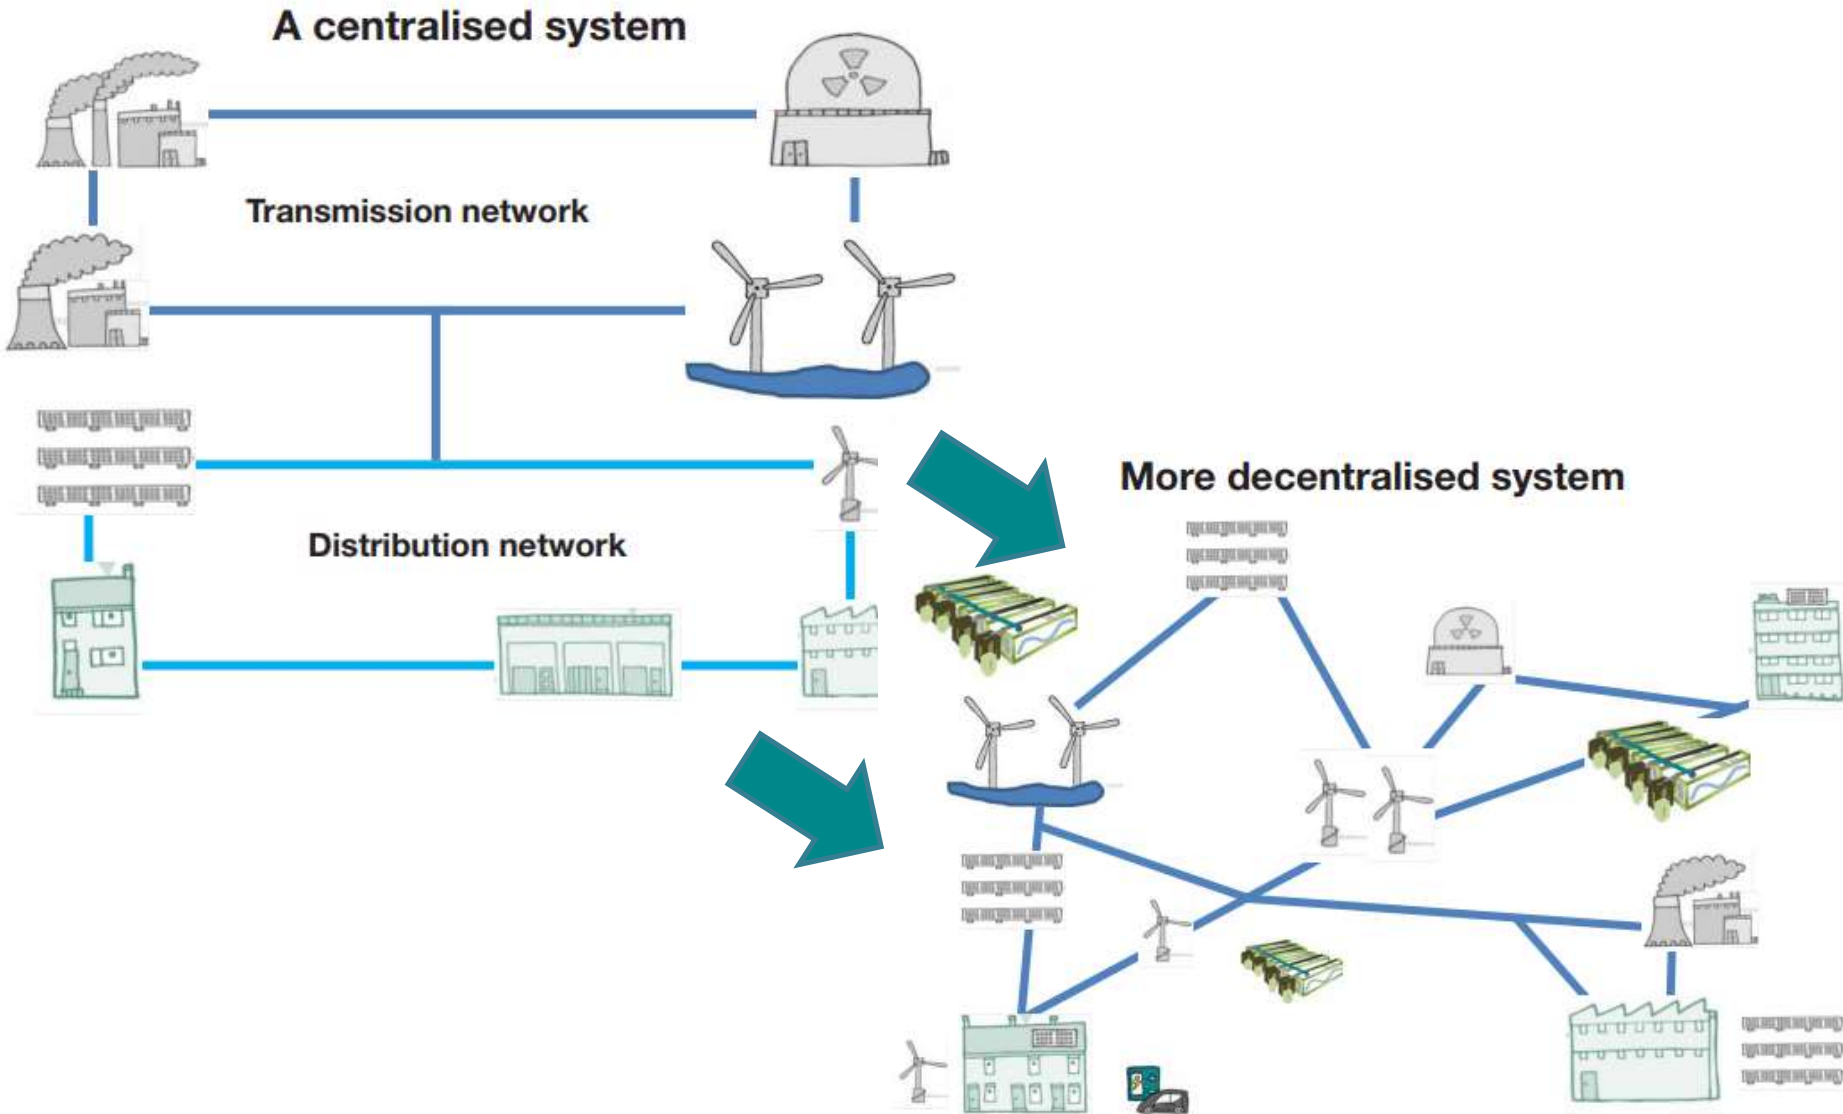 A centralised system
Transmission network
Distribution network
More decentralised system